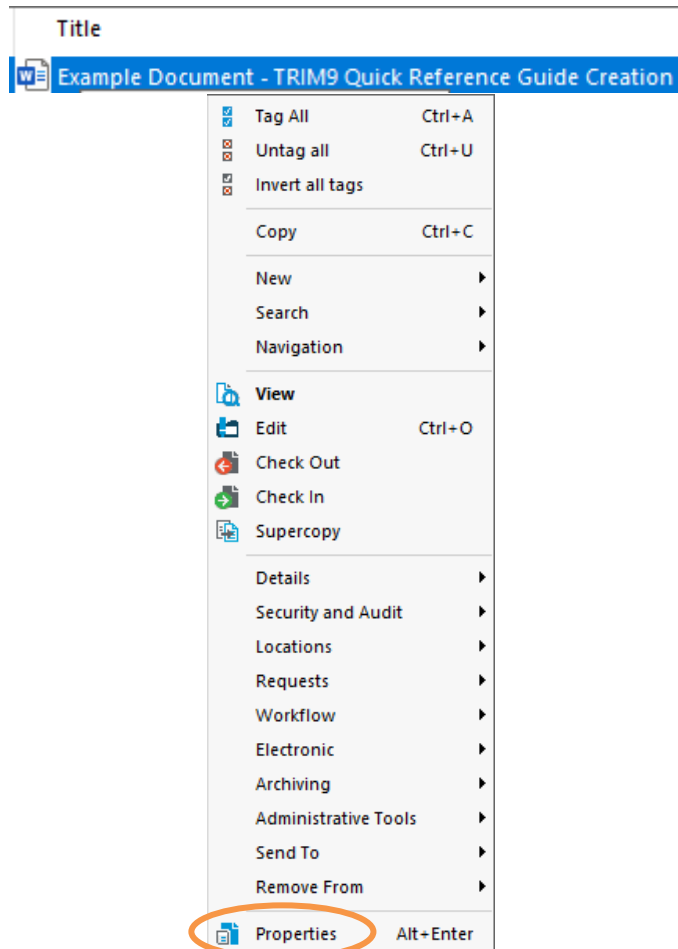 Title
Example Document - TRIM9 Quick Reference Guide Creation
Tag All Ctrl+A
Untag all Ctrl+U
Invert all tags
Copy Ctrl+C
New
Search
Navigation
View
Edit Ctrl+O
Check Out
Check In
Supercopy
Details
Security and Audit
Locations
Requests
Workflow
Electronic
Archiving
Administrative Tools
Send To
Remove From
Properties Alt+Enter